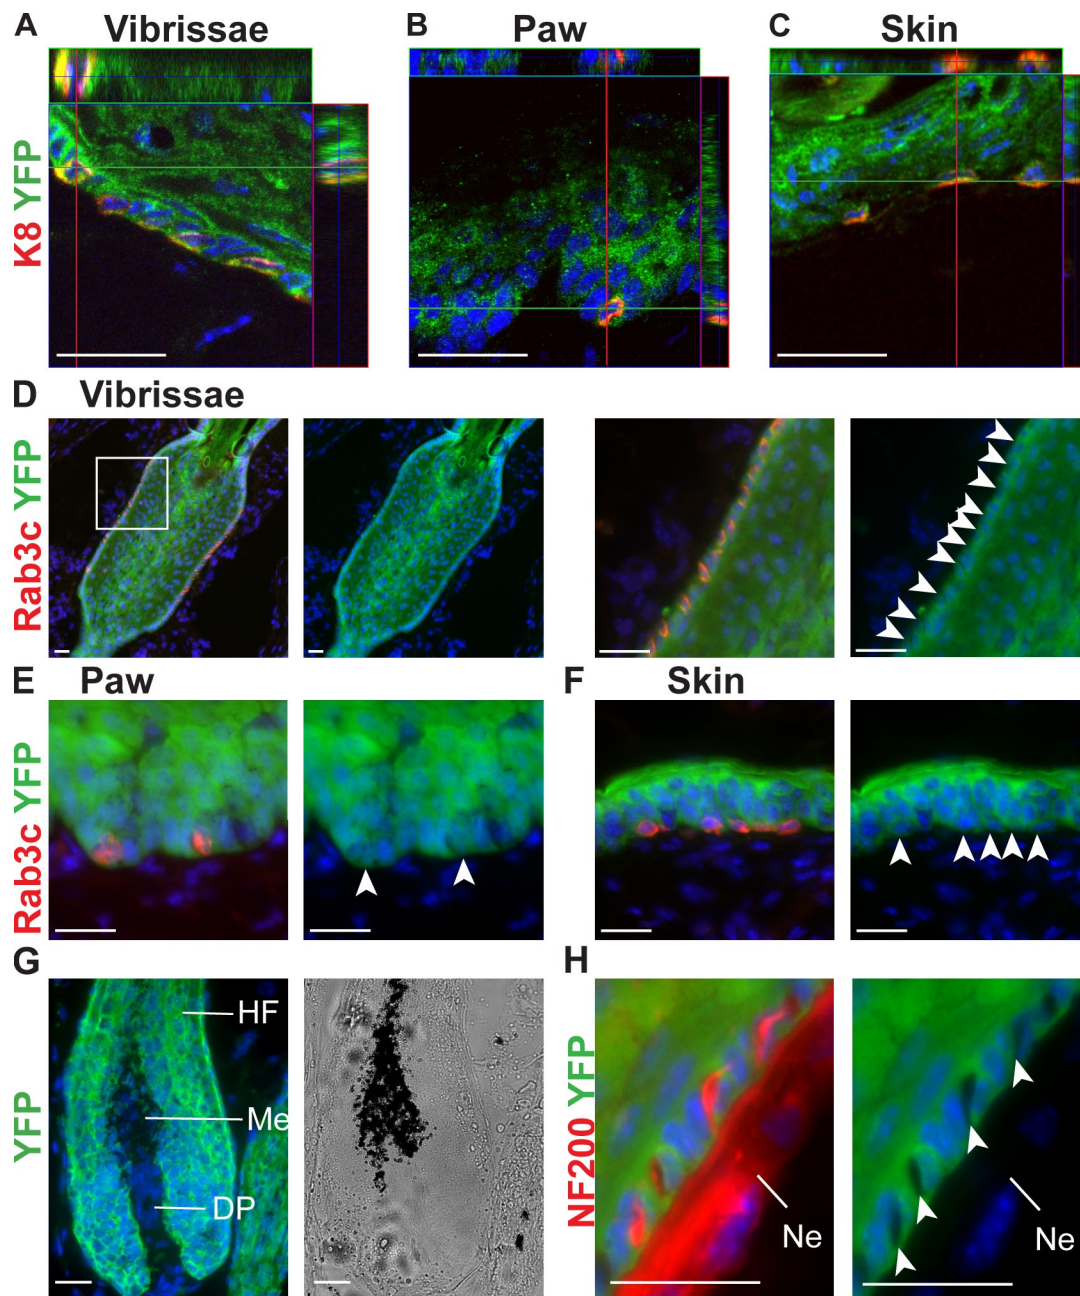 A Vibrissae
B Paw
C Skin
K8 YFP
D Vibrissae
Rab3c YFP
E Paw
F Skin
Rab3c YFP
G
YFP
HF
Me
DP
H
NF200 YFP
Ne
Ne